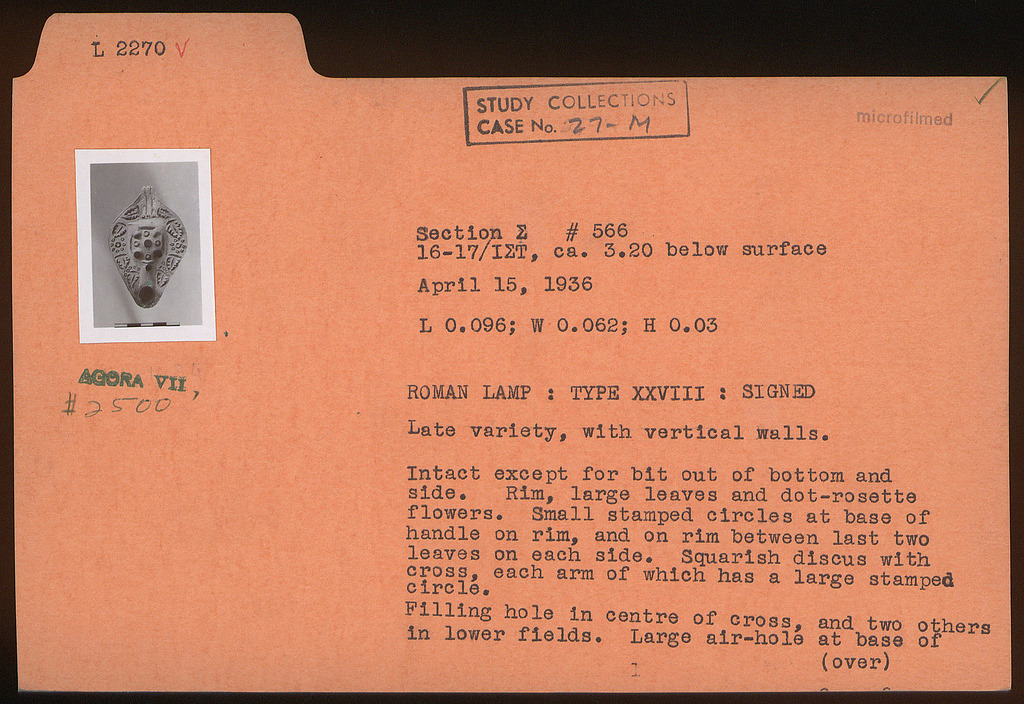 L 2270 √
STUDY COLLECTIONS
CASE No. 27-M
microfilmed
Section Σ # 566
16-17/ΙΣΤ, ca. 3.20 below surface
April 15, 1936
L 0.096; W 0.062; H 0.03
AGORA VII,
#2500
ROMAN LAMP : TYPE XXVIII : SIGNED
Late variety, with vertical walls.
Intact except for bit out of bottom and
side. Rim, large leaves and dot-rosette
flowers. Small stamped circles at base of
handle on rim, and on rim between last two
leaves on each side. Squarish discus with
cross, each arm of which has a large stamped
circle.
Filling hole in centre of cross, and two others
in lower fields. Large air-hole at base of
(over)
1